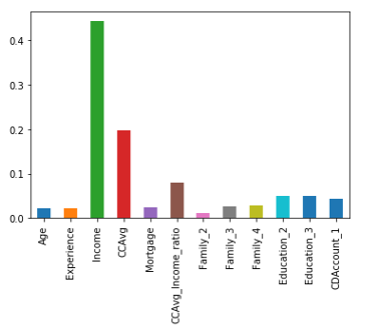 0.4
0.3
0.2
0.1
0.0
Age
Experience
Income
CCAvg
Mortgage
CCAvg_Income_ratio
Family_2
Family_3
Family_4
Education_2
Education_3
CDAccount_1